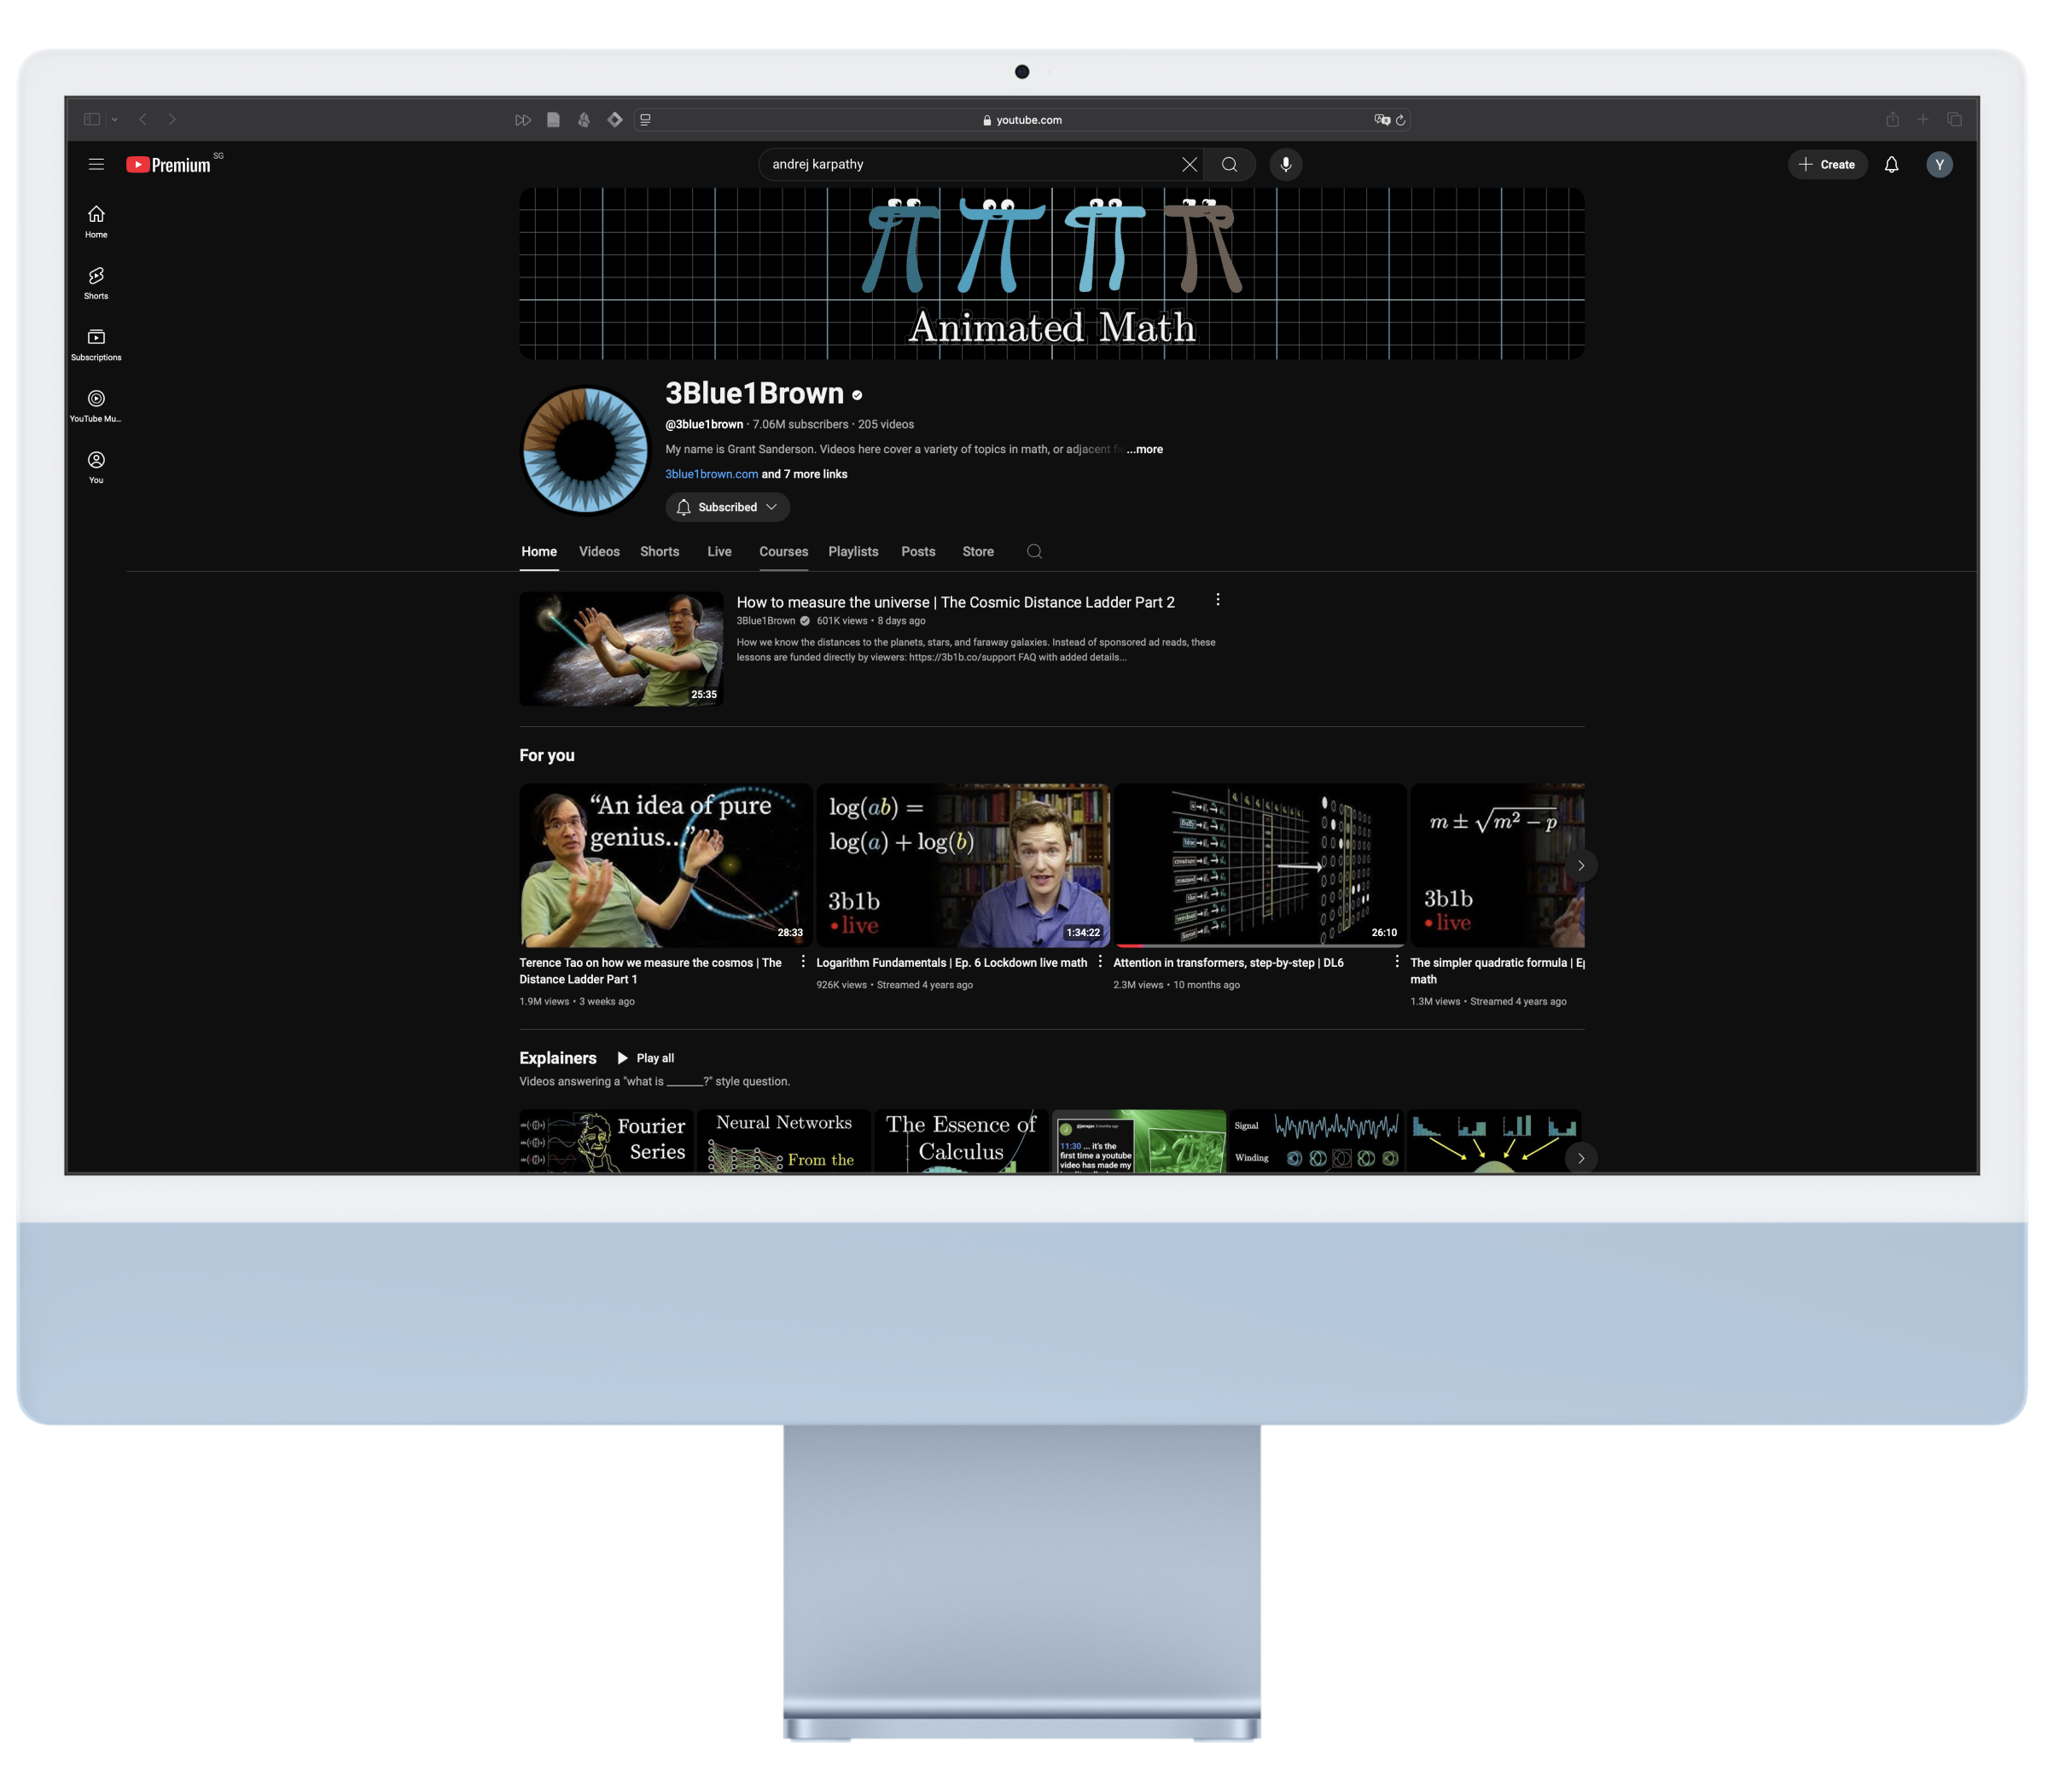 youtube.com
Premium SG
andrej karpathy
Create
Y
Home
Shorts
Subscriptions
YouTube Mu...
You
Animated Math
3Blue1Brown
@3blue1brown · 7.06M subscribers · 205 videos
My name is Grant Sanderson. Videos here cover a variety of topics in math, or adjacent ...more
3blue1brown.com and 7 more links
Subscribed
Home Videos Shorts Live Courses Playlists Posts Store
How to measure the universe | The Cosmic Distance Ladder Part 2
3Blue1Brown 601K views • 8 days ago
How we know the distances to the planets, stars, and faraway galaxies. Instead of sponsored ad reads, these
lessons are funded directly by viewers: https://3b1b.co/support FAQ with added details...
25:35
For you
"An idea of pure
genius..."
28:33
Terence Tao on how we measure the cosmos | The
Distance Ladder Part 1
1.9M views • 3 weeks ago
log(ab) =
log(a) + log(b)
3b1b
•live
1:34:22
Logarithm Fundamentals | Ep. 6 Lockdown live math
926K views • Streamed 4 years ago
26:10
Attention in transformers, step-by-step | DL6
2.3M views • 10 months ago
m ± √m² − p
3b1b
•live
The simpler quadratic formula | Ep
math
1.3M views • Streamed 4 years ago
Explainers Play all
Videos answering a "what is ______?" style question.
Fourier
Series
Neural Networks
From the
The Essence of
Calculus
11:30 ... it's the
first time a youtube
video has made my
Signal
Winding